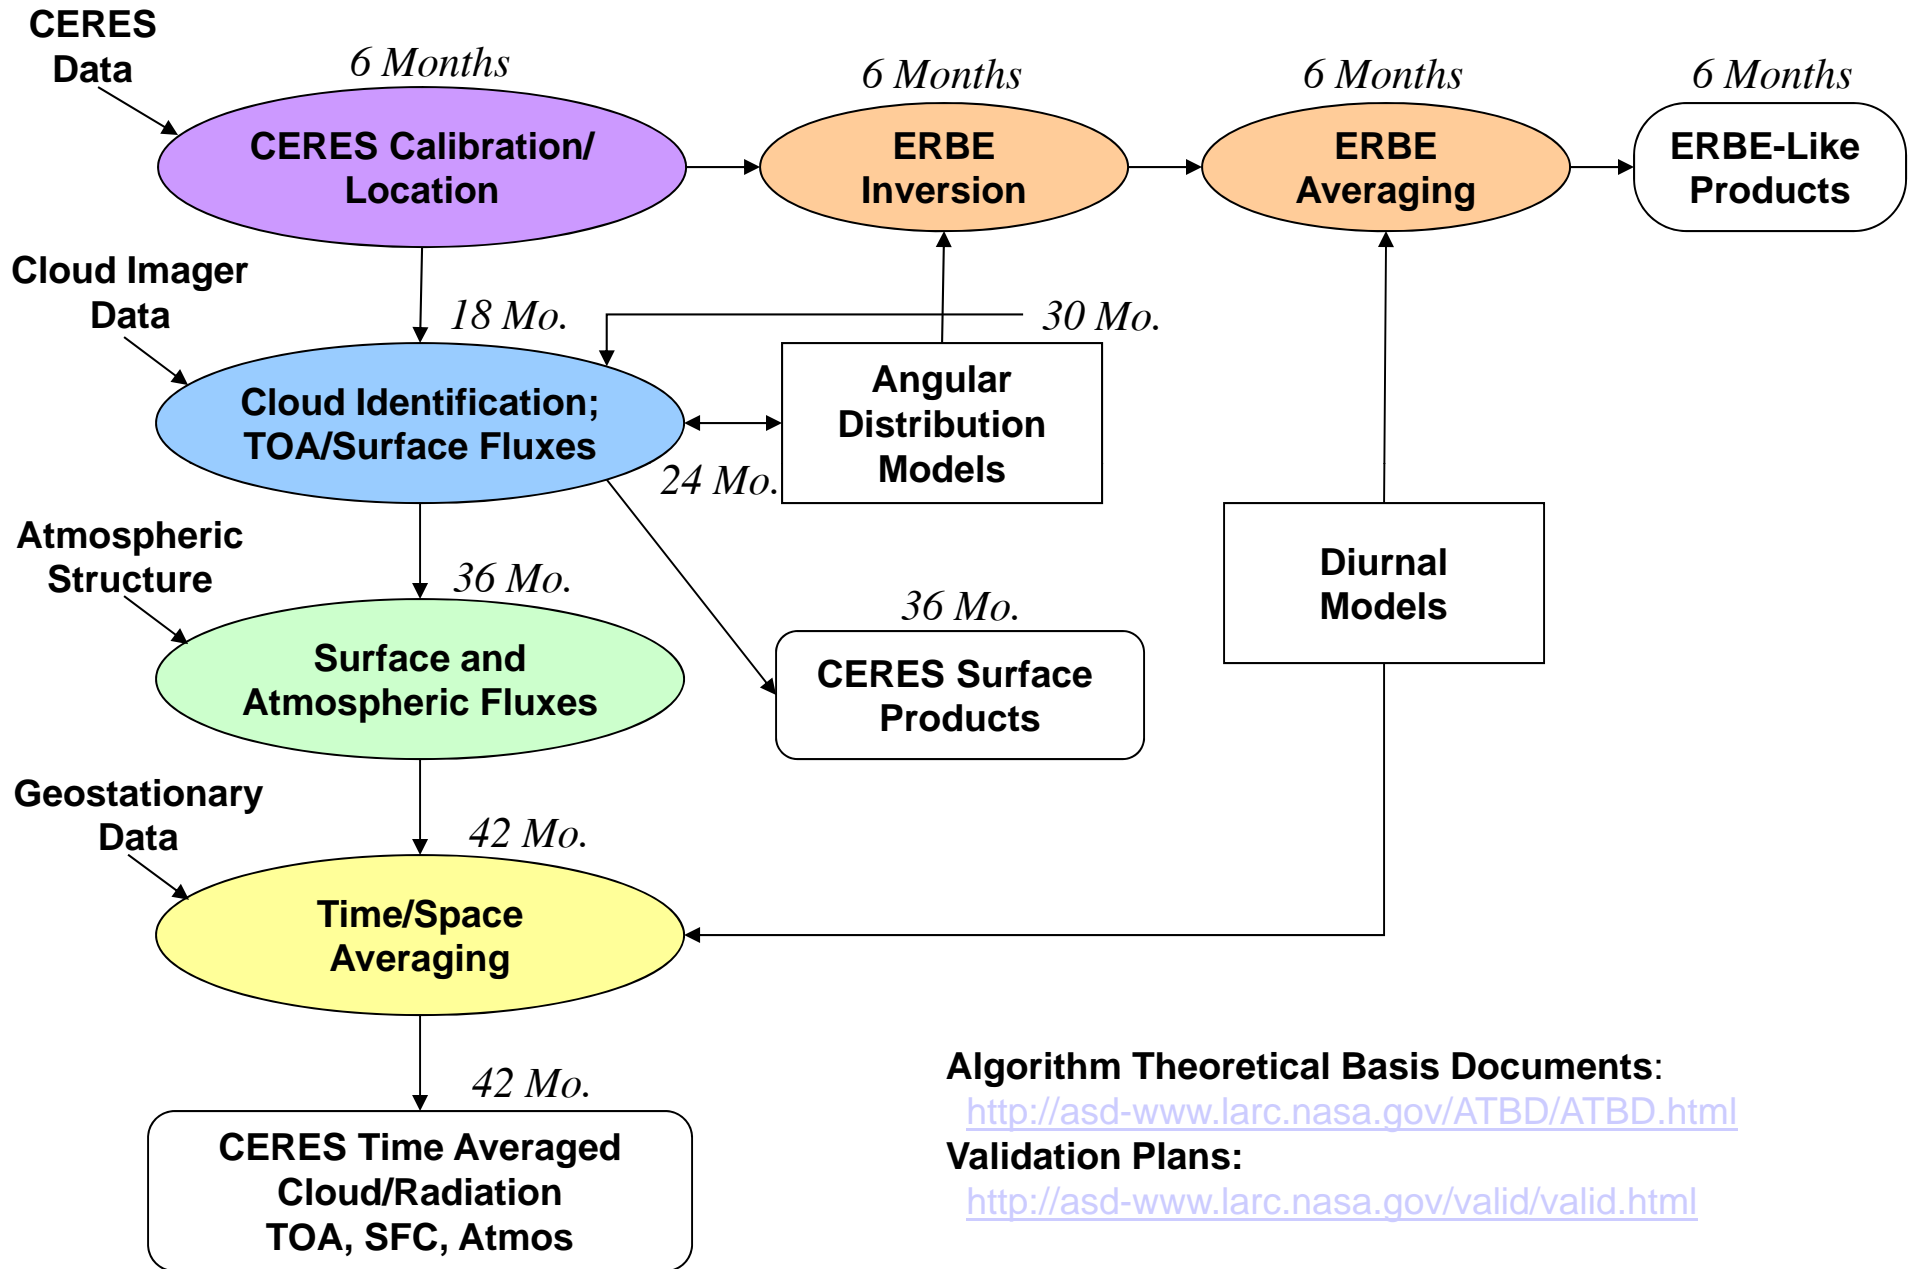 CERES
Data
6 Months
6 Months
6 Months
6 Months
CERES Calibration/
Location
ERBE
Inversion
ERBE
Averaging
ERBE-Like
Products
Cloud Imager
Data
18 Mo.
30 Mo.
Cloud Identification;
TOA/Surface Fluxes
Angular
Distribution
Models
24 Mo.
Atmospheric
Structure
36 Mo.
Diurnal
Models
36 Mo.
Surface and
Atmospheric Fluxes
CERES Surface
Products
Geostationary
Data
42 Mo.
Time/Space
Averaging
42 Mo.
CERES Time Averaged
Cloud/Radiation
TOA, SFC, Atmos
Algorithm Theoretical Basis Documents:
http://asd-www.larc.nasa.gov/ATBD/ATBD.html
Validation Plans:
http://asd-www.larc.nasa.gov/valid/valid.html